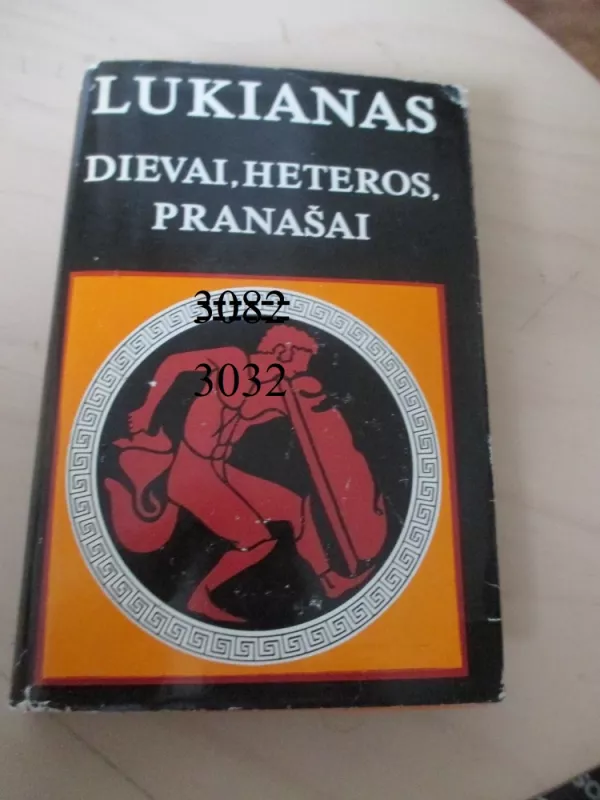 LUKIANAS
DIEVAI, HETEROS,
PRANAŠAI
3082
3032